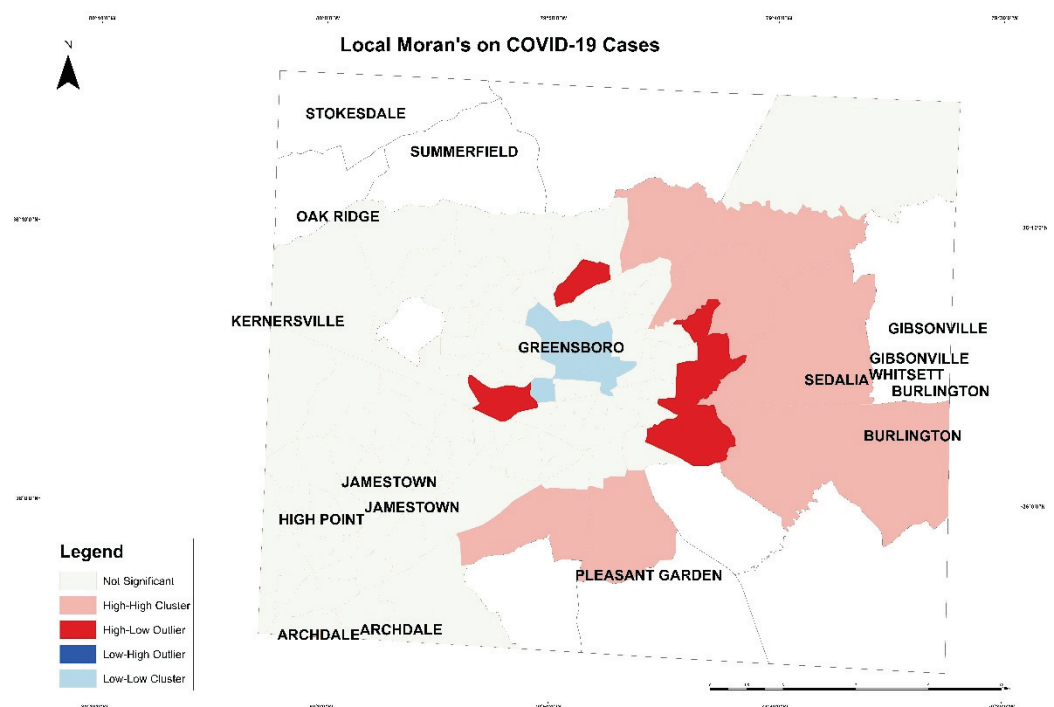 Local Moran's on COVID-19 Cases
STOKESDALE
SUMMERFIELD
OAK RIDGE
KERNERSVILLE
GREENSBORO
GIBSONVILLE
GIBSONVILLE
WHITSETT
SEDALIA
BURLINGTON
BURLINGTON
JAMESTOWN
JAMESTOWN
HIGH POINT
PLEASANT GARDEN
ARCHDALE
ARCHDALE
Legend
Not Significant
High-High Cluster
High-Low Outlier
Low-High Outlier
Low-Low Cluster